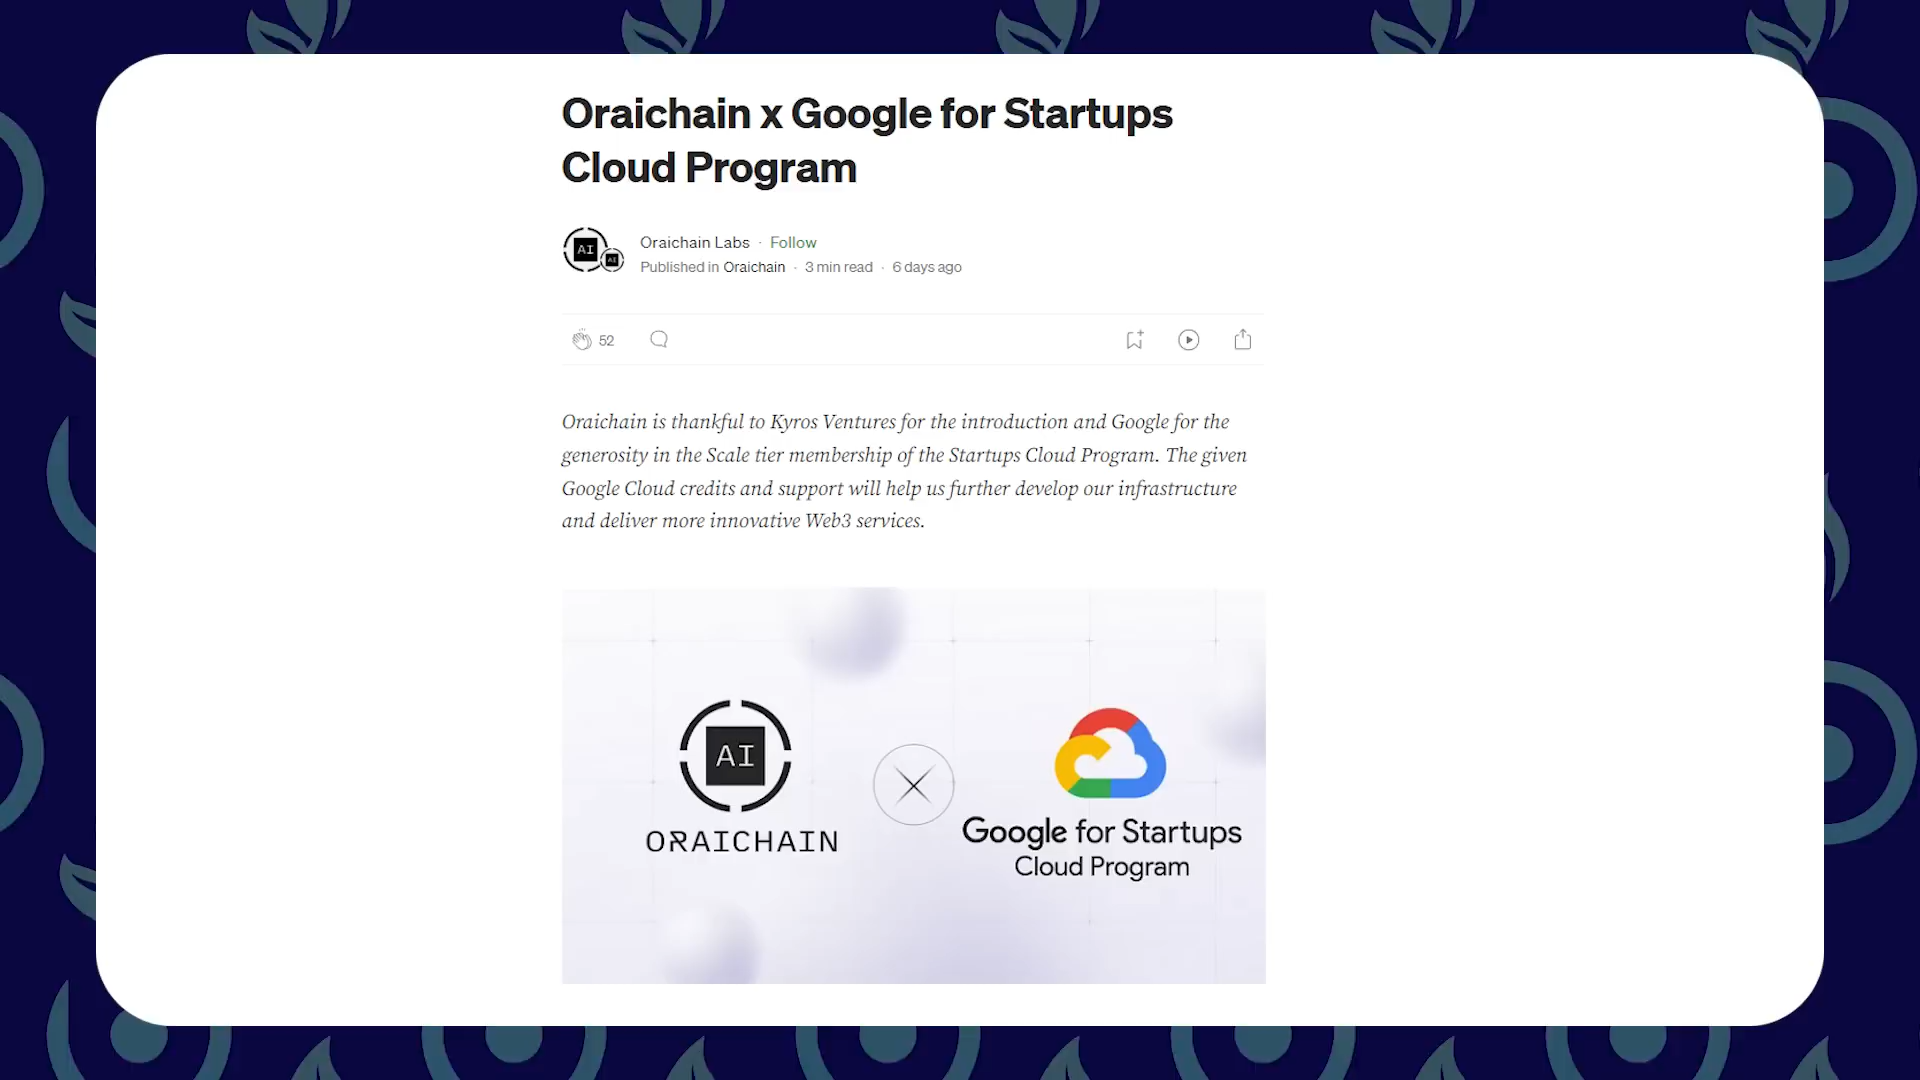 Oraichain x Google for Startups
Cloud Program
AI
AI
Oraichain Labs · Follow
Published in Oraichain · 3 min read · 6 days ago
52
Oraichain is thankful to Kyros Ventures for the introduction and Google for the
generosity in the Scale tier membership of the Startups Cloud Program. The given
Google Cloud credits and support will help us further develop our infrastructure
and deliver more innovative Web3 services.
AI
ORAICHAIN
Google for Startups
Cloud Program